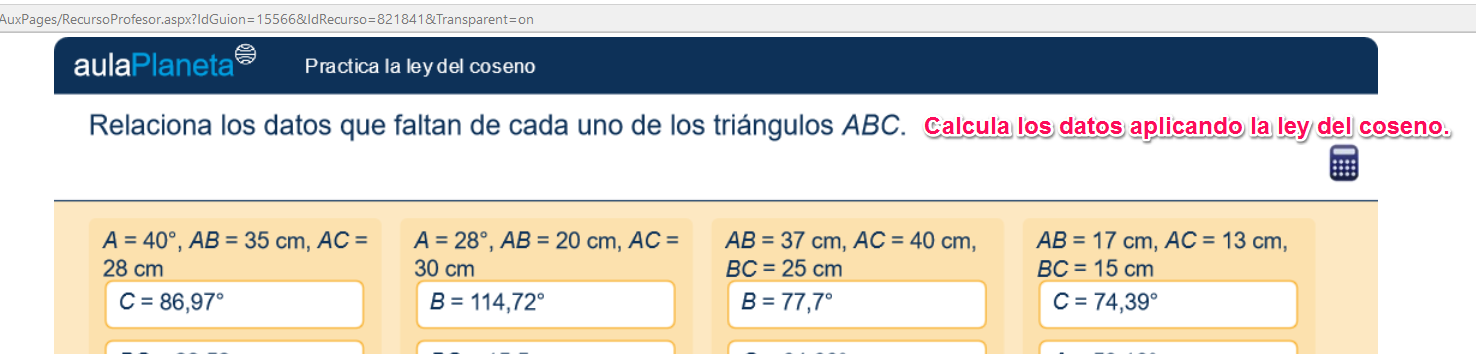 AuxPages/RecursoProfesor.aspx?IdGuion=15566&IdRecurso=821841&Transparent=on
aulaPlaneta Practica la ley del coseno
Relaciona los datos que faltan de cada uno de los triángulos ABC. Calcula los datos aplicando la ley del coseno.
A = 40°, AB = 35 cm, AC =
28 cm
C = 86,97°
A = 28°, AB = 20 cm, AC =
30 cm
B = 114,72°
AB = 37 cm, AC = 40 cm,
BC = 25 cm
B = 77,7°
AB = 17 cm, AC = 13 cm,
BC = 15 cm
C = 74,39°